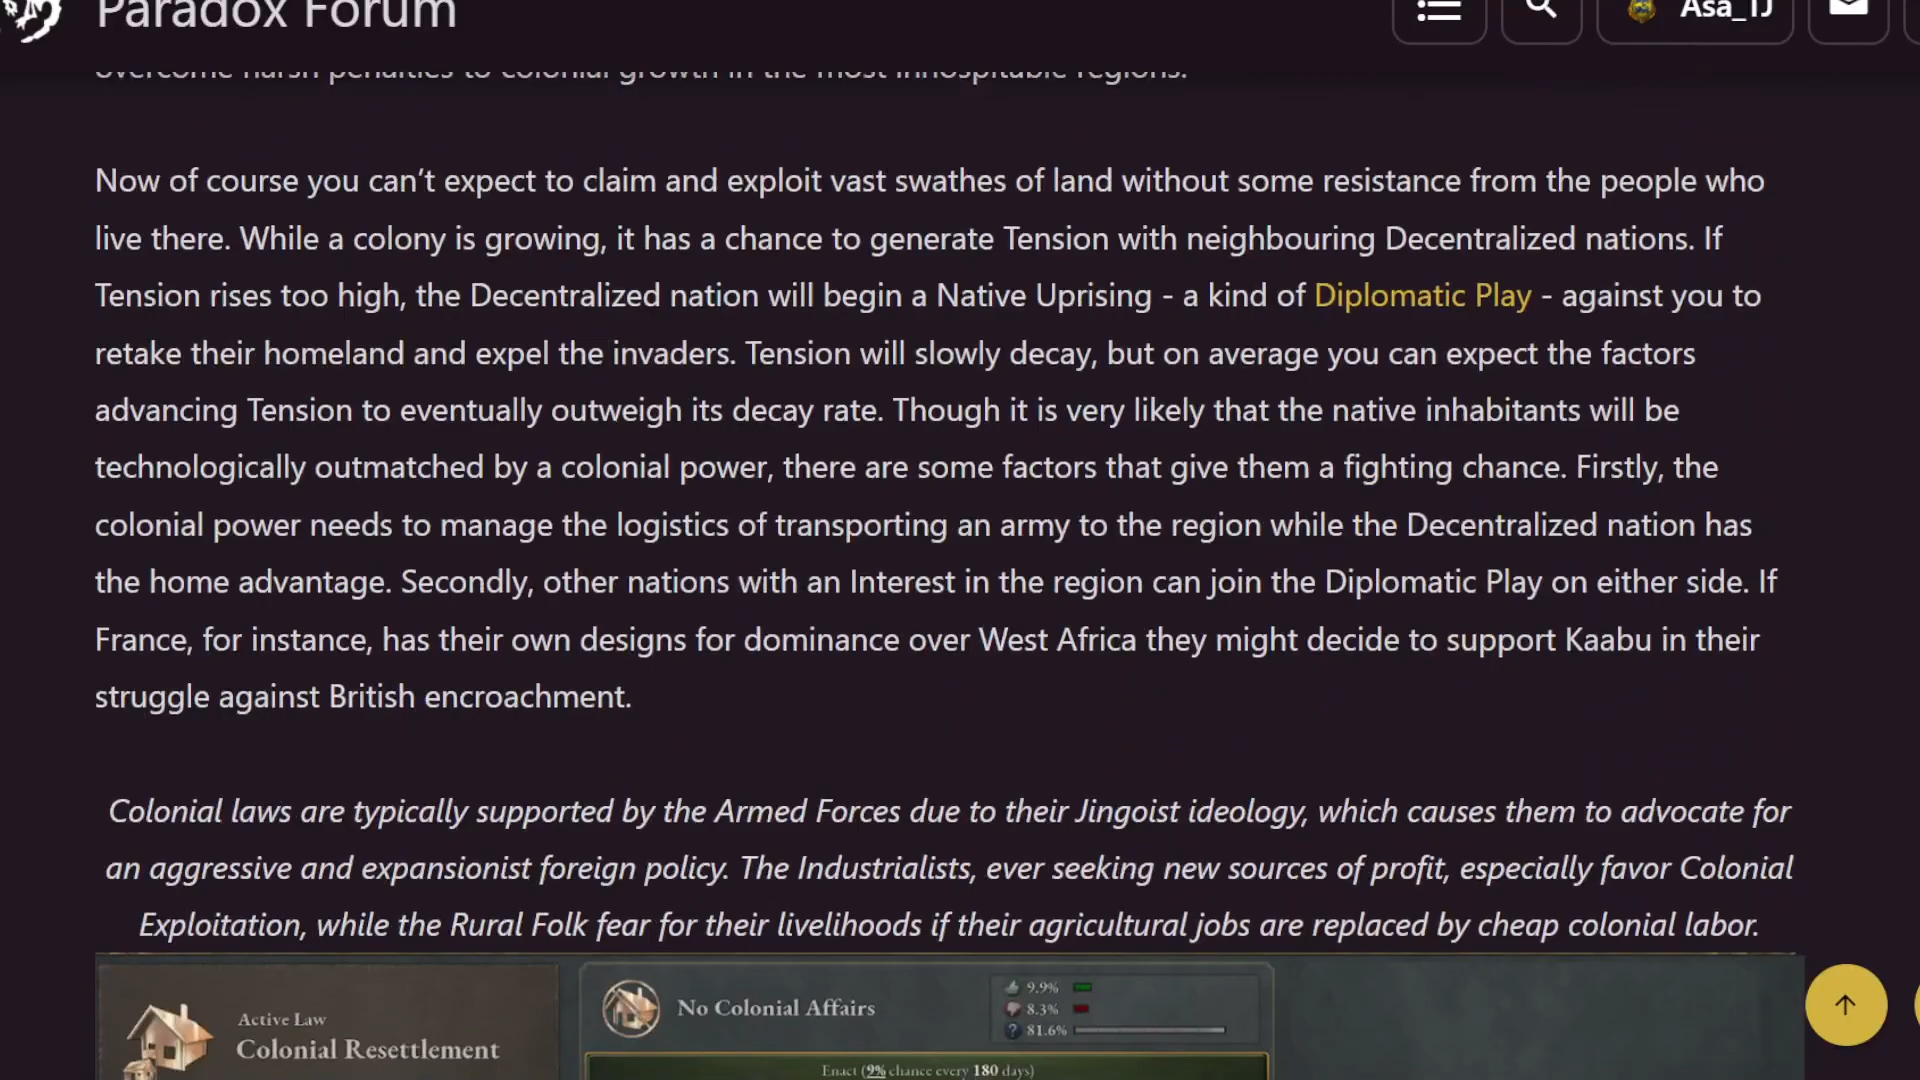 Paradox Forum
Asa_TJ
overcome harsh penalties to colonial growth in the most inhospitable regions.
Now of course you can’t expect to claim and exploit vast swathes of land without some resistance from the people who
live there. While a colony is growing, it has a chance to generate Tension with neighbouring Decentralized nations. If
Tension rises too high, the Decentralized nation will begin a Native Uprising - a kind of Diplomatic Play - against you to
retake their homeland and expel the invaders. Tension will slowly decay, but on average you can expect the factors
advancing Tension to eventually outweigh its decay rate. Though it is very likely that the native inhabitants will be
technologically outmatched by a colonial power, there are some factors that give them a fighting chance. Firstly, the
colonial power needs to manage the logistics of transporting an army to the region while the Decentralized nation has
the home advantage. Secondly, other nations with an Interest in the region can join the Diplomatic Play on either side. If
France, for instance, has their own designs for dominance over West Africa they might decide to support Kaabu in their
struggle against British encroachment.
Colonial laws are typically supported by the Armed Forces due to their Jingoist ideology, which causes them to advocate for
an aggressive and expansionist foreign policy. The Industrialists, ever seeking new sources of profit, especially favor Colonial
Exploitation, while the Rural Folk fear for their livelihoods if their agricultural jobs are replaced by cheap colonial labor.
Active Law
Colonial Resettlement
No Colonial Affairs
9.9%
8.3%
81.6%
Enact (9% chance every 180 days)